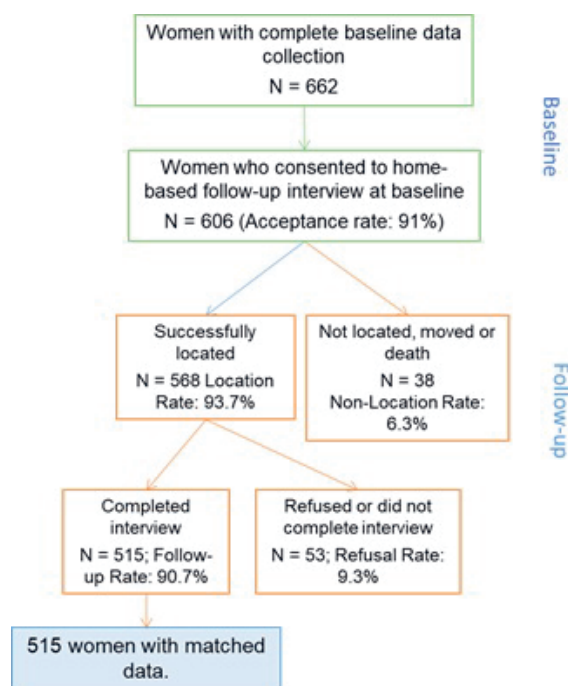 Women with complete baseline data
collection
N = 662
Baseline
Women who consented to home-
based follow-up interview at baseline
N = 606 (Acceptance rate: 91%)
Successfully
located
N = 568 Location
Rate: 93.7%
Not located, moved or
death
N = 38
Non-Location Rate:
6.3%
Follow-up
Completed
interview
N = 515; Follow-
up Rate: 90.7%
Refused or did not
complete interview
N = 53; Refusal Rate:
9.3%
515 women with matched
data.